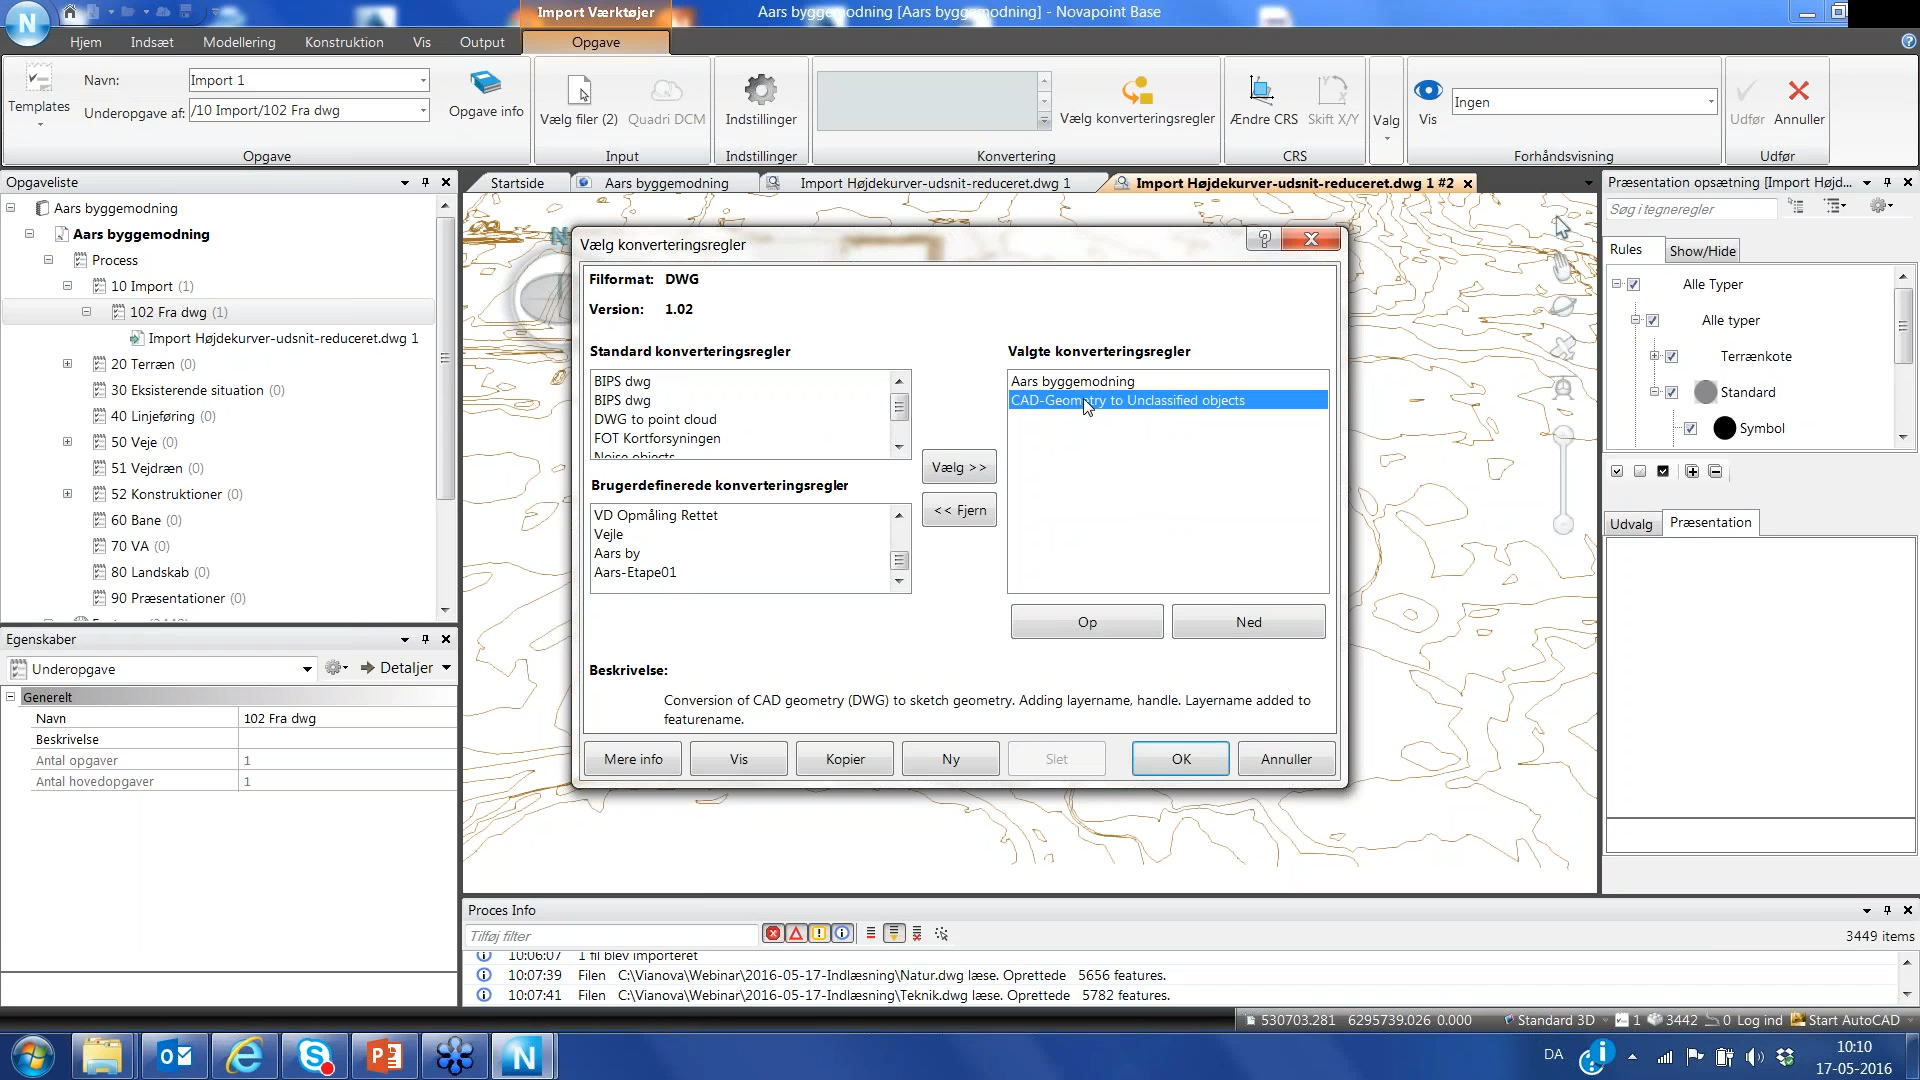 Import Værktøjer
Aars byggemodning [Aars byggemodning] - Novapoint Base
Hjem
Indsæt
Modellering
Konstruktion
Vis
Output
Opgave
Templates
Navn:
Import 1
Underopgave af:
/10 Import/102 Fra dwg
Opgave info
Vælg filer (2)
Quadri DCM
Indstillinger
Vælg konverteringsregler
Ændre CRS
Skift X/Y
Valg
Vis
Ingen
Udfør
Annuller
Opgave
Input
Indstillinger
Konvertering
CRS
Forhåndsvisning
Udfør
Opgaveliste
Startside
Aars byggemodning
Import Højdekurver-udsnit-reduceret.dwg 1
Import Højdekurver-udsnit-reduceret.dwg 1 #2
Præsentation opsætning [Import Højd...
Aars byggemodning
Aars byggemodning
Process
10 Import (1)
102 Fra dwg (1)
Import Højdekurver-udsnit-reduceret.dwg 1
20 Terræn (0)
30 Eksisterende situation (0)
40 Linjeføring (0)
50 Veje (0)
51 Vejdræn (0)
52 Konstruktioner (0)
60 Bane (0)
70 VA (0)
80 Landskab (0)
90 Præsentationer (0)
Egenskaber
Underopgave
Detaljer
Generelt
Navn
102 Fra dwg
Beskrivelse
Antal opgaver
1
Antal hovedopgaver
1
Vælg konverteringsregler
Filformat: DWG
Version: 1.02
Standard konverteringsregler
BIPS dwg
BIPS dwg
DWG to point cloud
FOT Kortforsyningen
Noise objects
Brugerdefinerede konverteringsregler
VD Opmåling Rettet
Vejle
Aars by
Aars-Etape01
Vælg >>
<< Fjern
Valgte konverteringsregler
Aars byggemodning
CAD-Geometry to Unclassified objects
Op
Ned
Beskrivelse:
Conversion of CAD geometry (DWG) to sketch geometry. Adding layername, handle. Layername added to
featurename.
Mere info
Vis
Kopier
Ny
Slet
OK
Annuller
Søg i tegneregler
Rules
Show/Hide
Alle Typer
Alle typer
Terrænkote
Standard
Symbol
Udvalg
Præsentation
Proces Info
Tilføj filter
3449 items
10:06:07 1 fil blev importeret
10:07:39 Filen C:\Vianova\Webinar\2016-05-17-Indlæsning\Natur.dwg læse. Oprettede 5656 features.
10:07:41 Filen C:\Vianova\Webinar\2016-05-17-Indlæsning\Teknik.dwg læse. Oprettede 5782 features.
530703.281 6295739.026 0.000
Standard 3D
1
3442
0
Log ind
Start AutoCAD
DA
10:10
17-05-2016